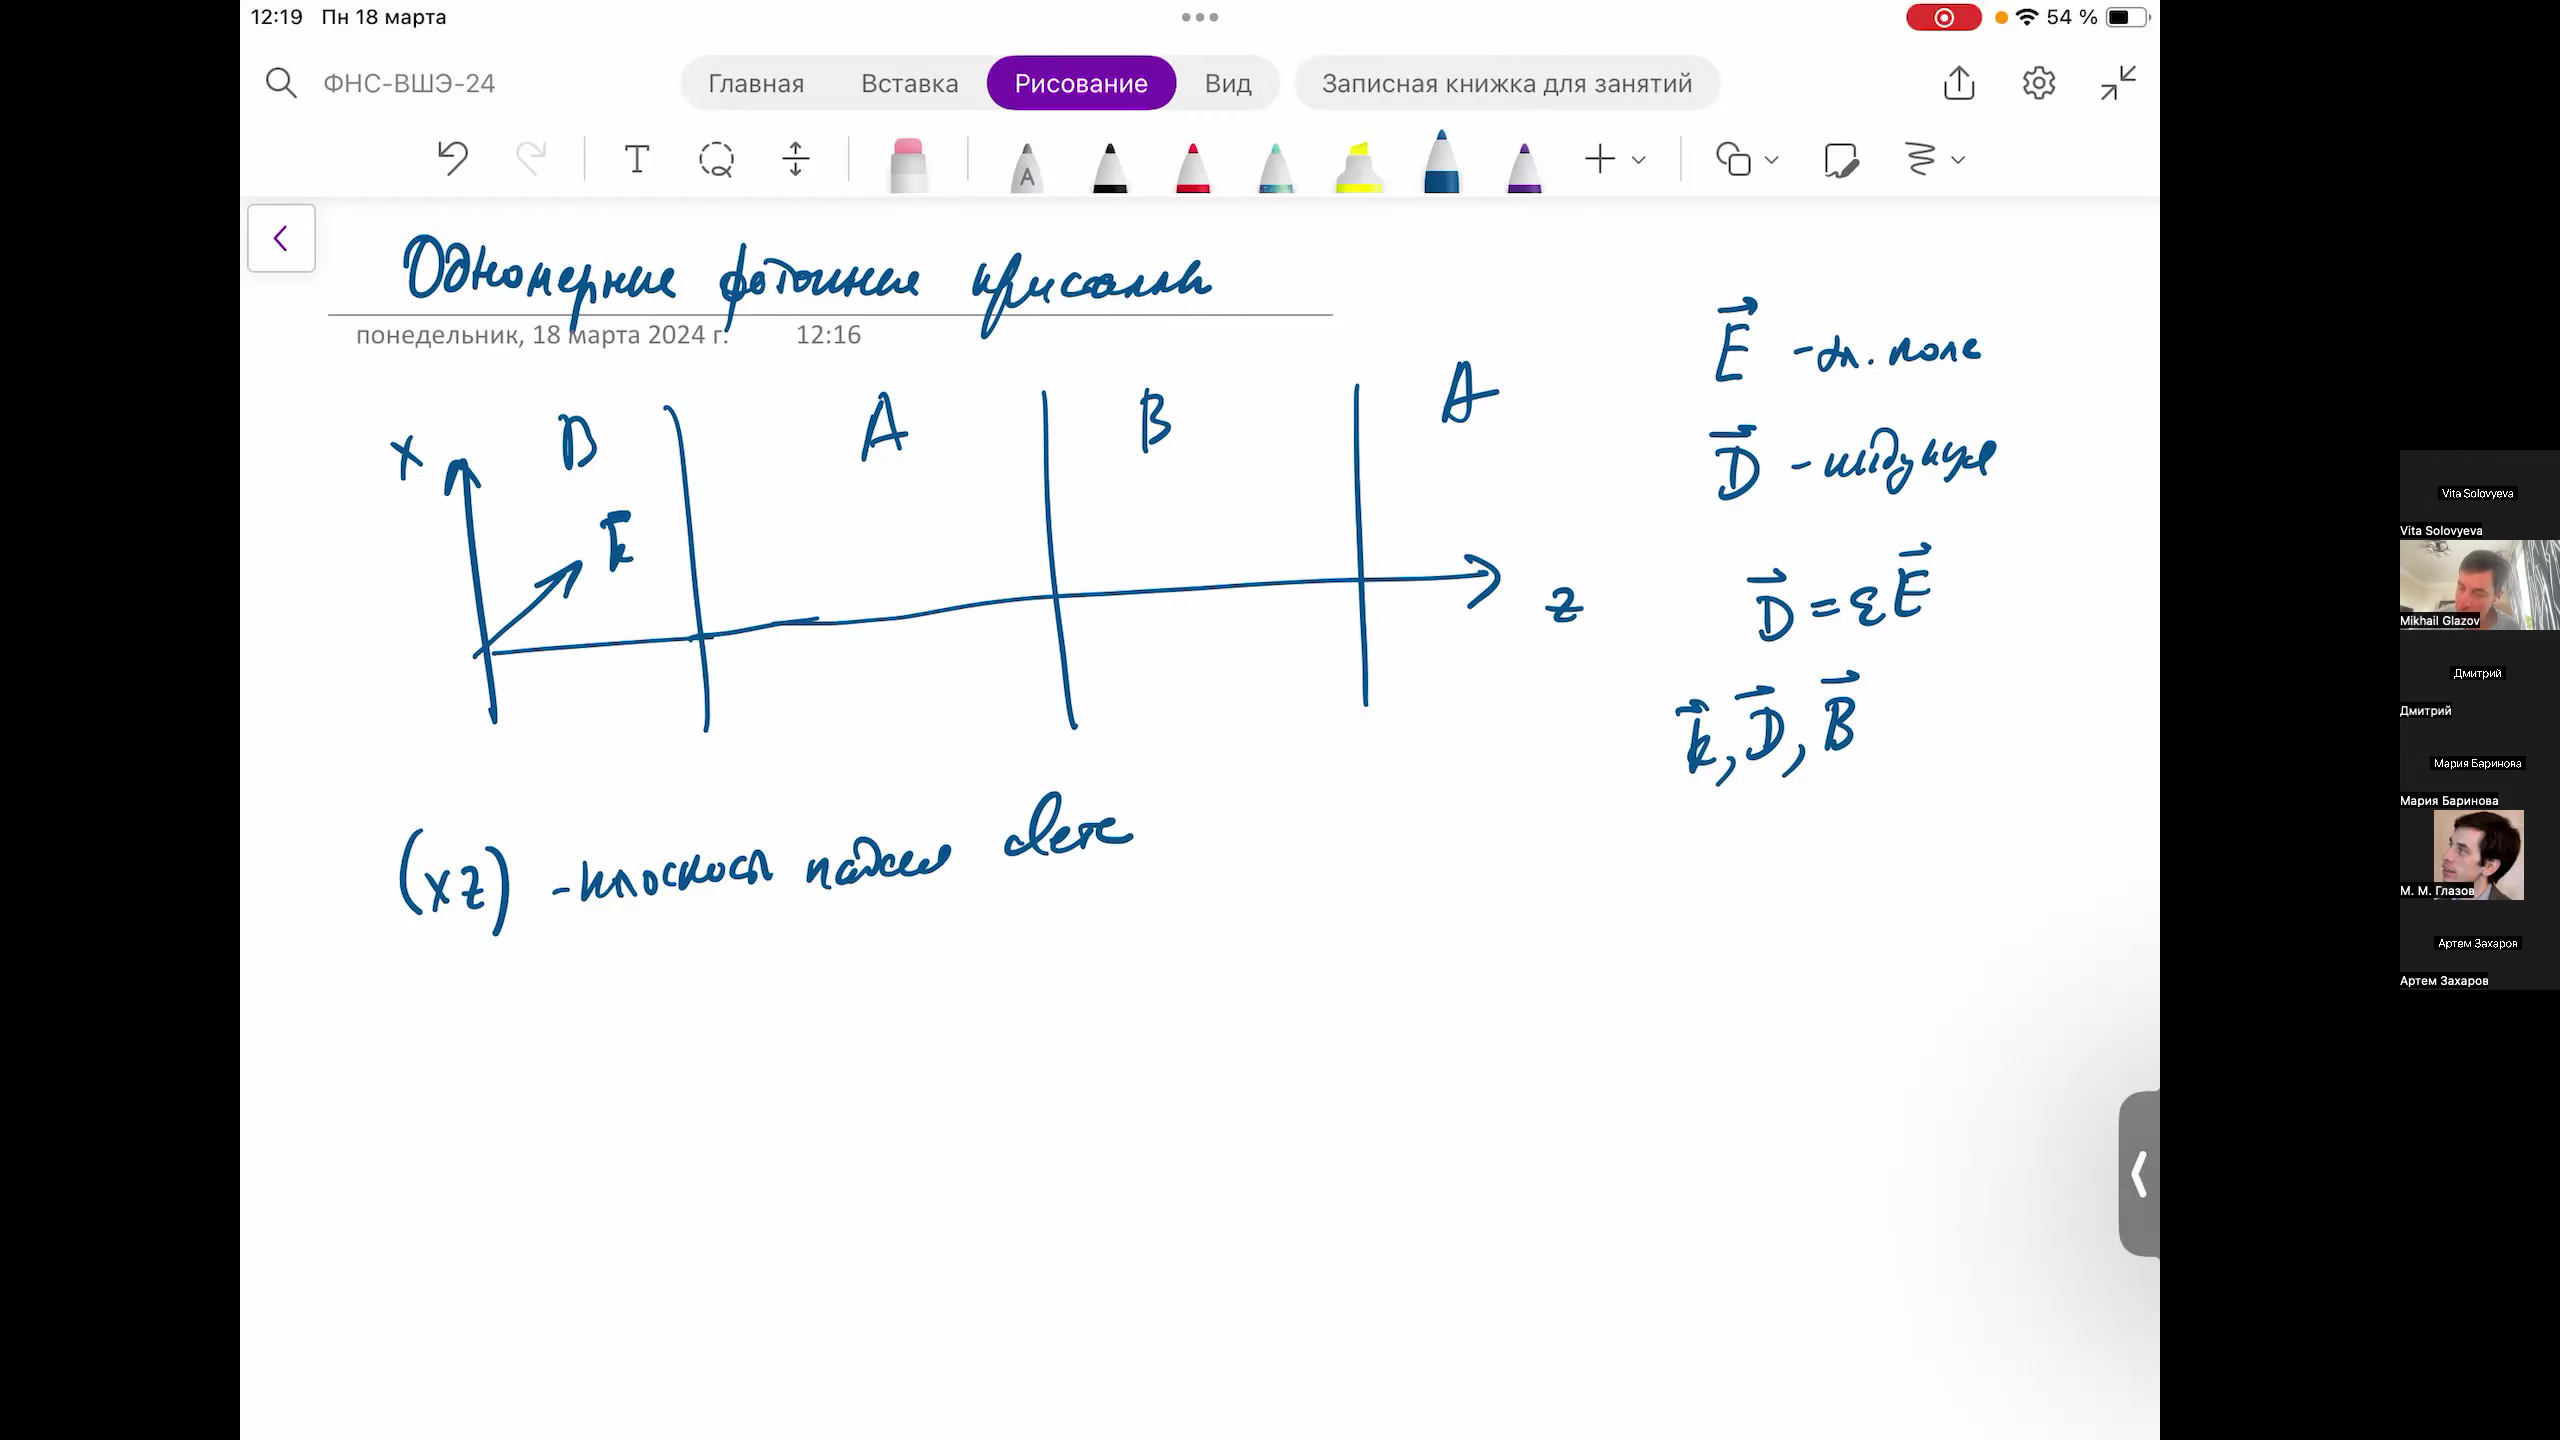 12:19 Пн 18 марта
54 %
ФНС-ВШЭ-24
Главная Вставка Рисование Вид Записная книжка для занятий
T
A
Одномерные фотонные кристаллы
понедельник, 18 марта 2024 г. 12:16
E - эл. поле
D - индукция
D = εE
k, D, B
x B A B A
k
z
(xz) - плоскость падения света
Vita Solovyeva
Vita Solovyeva
Mikhail Glazov
Дмитрий
Дмитрий
Мария Баринова
Мария Баринова
М. М. Глазов
Артем Захаров
Артем Захаров